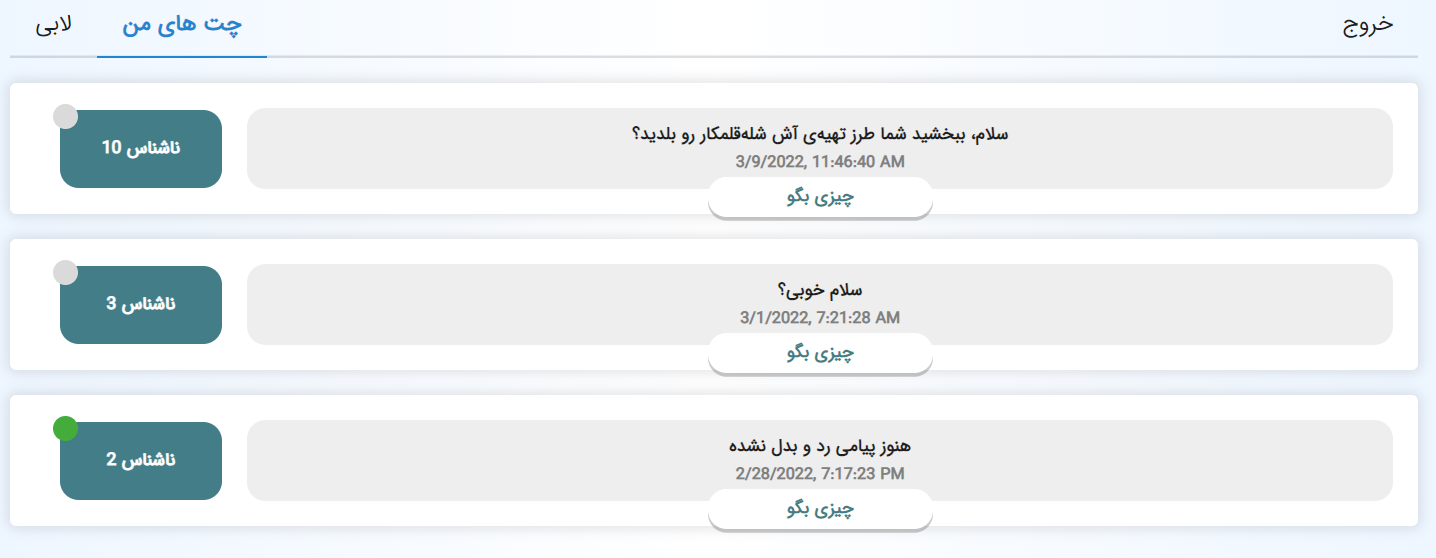 خروج
چت های من
لابی
سلام، ببخشید شما طرز تهیه‌ی آش شله‌قلمکار رو بلدید؟
3/9/2022, 11:46:40 AM
چیزی بگو
ناشناس 10
سلام خوبی؟
3/1/2022, 7:21:28 AM
چیزی بگو
ناشناس 3
هنوز پیامی رد و بدل نشده
2/28/2022, 7:17:23 PM
چیزی بگو
ناشناس 2